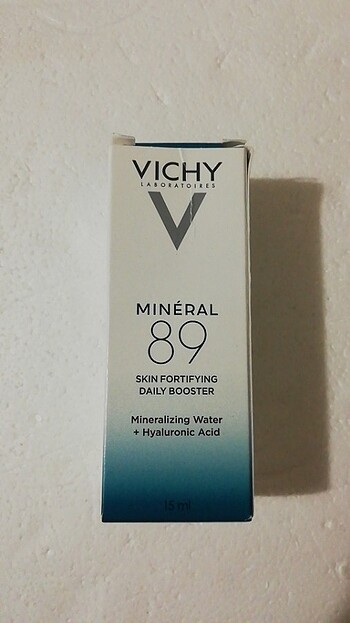 VICHY
LABORATOIRES
MINÉRAL
89
SKIN FORTIFYING
DAILY BOOSTER
Mineralizing Water
+ Hyaluronic Acid
15 ml